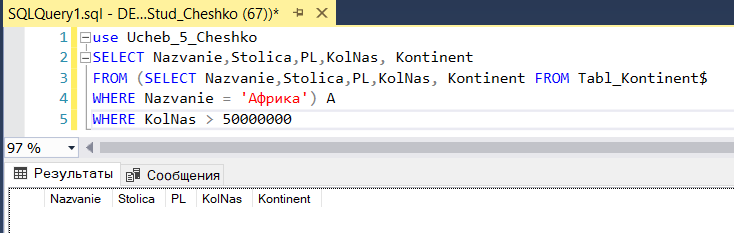 SQLQuery1.sql - DE...Stud_Cheshko (67))*
1 use Ucheb_5_Cheshko
2 SELECT Nazvanie,Stolica,PL,KolNas, Kontinent
3 FROM (SELECT Nazvanie,Stolica,PL,KolNas, Kontinent FROM Tabl_Kontinent$
4 WHERE Nazvanie = 'Африка') A
5 WHERE KolNas > 50000000
97 %
Результаты Сообщения
Nazvanie Stolica PL KolNas Kontinent